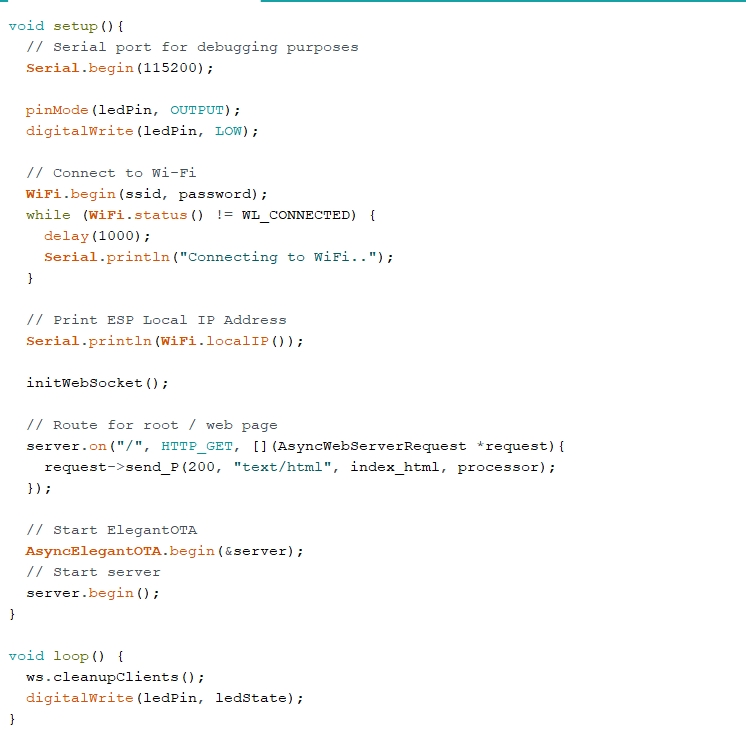 void setup(){
  // Serial port for debugging purposes
  Serial.begin(115200);

  pinMode(ledPin, OUTPUT);
  digitalWrite(ledPin, LOW);

  // Connect to Wi-Fi
  WiFi.begin(ssid, password);
  while (WiFi.status() != WL_CONNECTED) {
    delay(1000);
    Serial.println("Connecting to WiFi..");
  }

  // Print ESP Local IP Address
  Serial.println(WiFi.localIP());

  initWebSocket();

  // Route for root / web page
  server.on("/", HTTP_GET, [](AsyncWebServerRequest *request){
    request->send_P(200, "text/html", index_html, processor);
  });

  // Start ElegantOTA
  AsyncElegantOTA.begin(&server);
  // Start server
  server.begin();
}

void loop() {
  ws.cleanupClients();
  digitalWrite(ledPin, ledState);
}